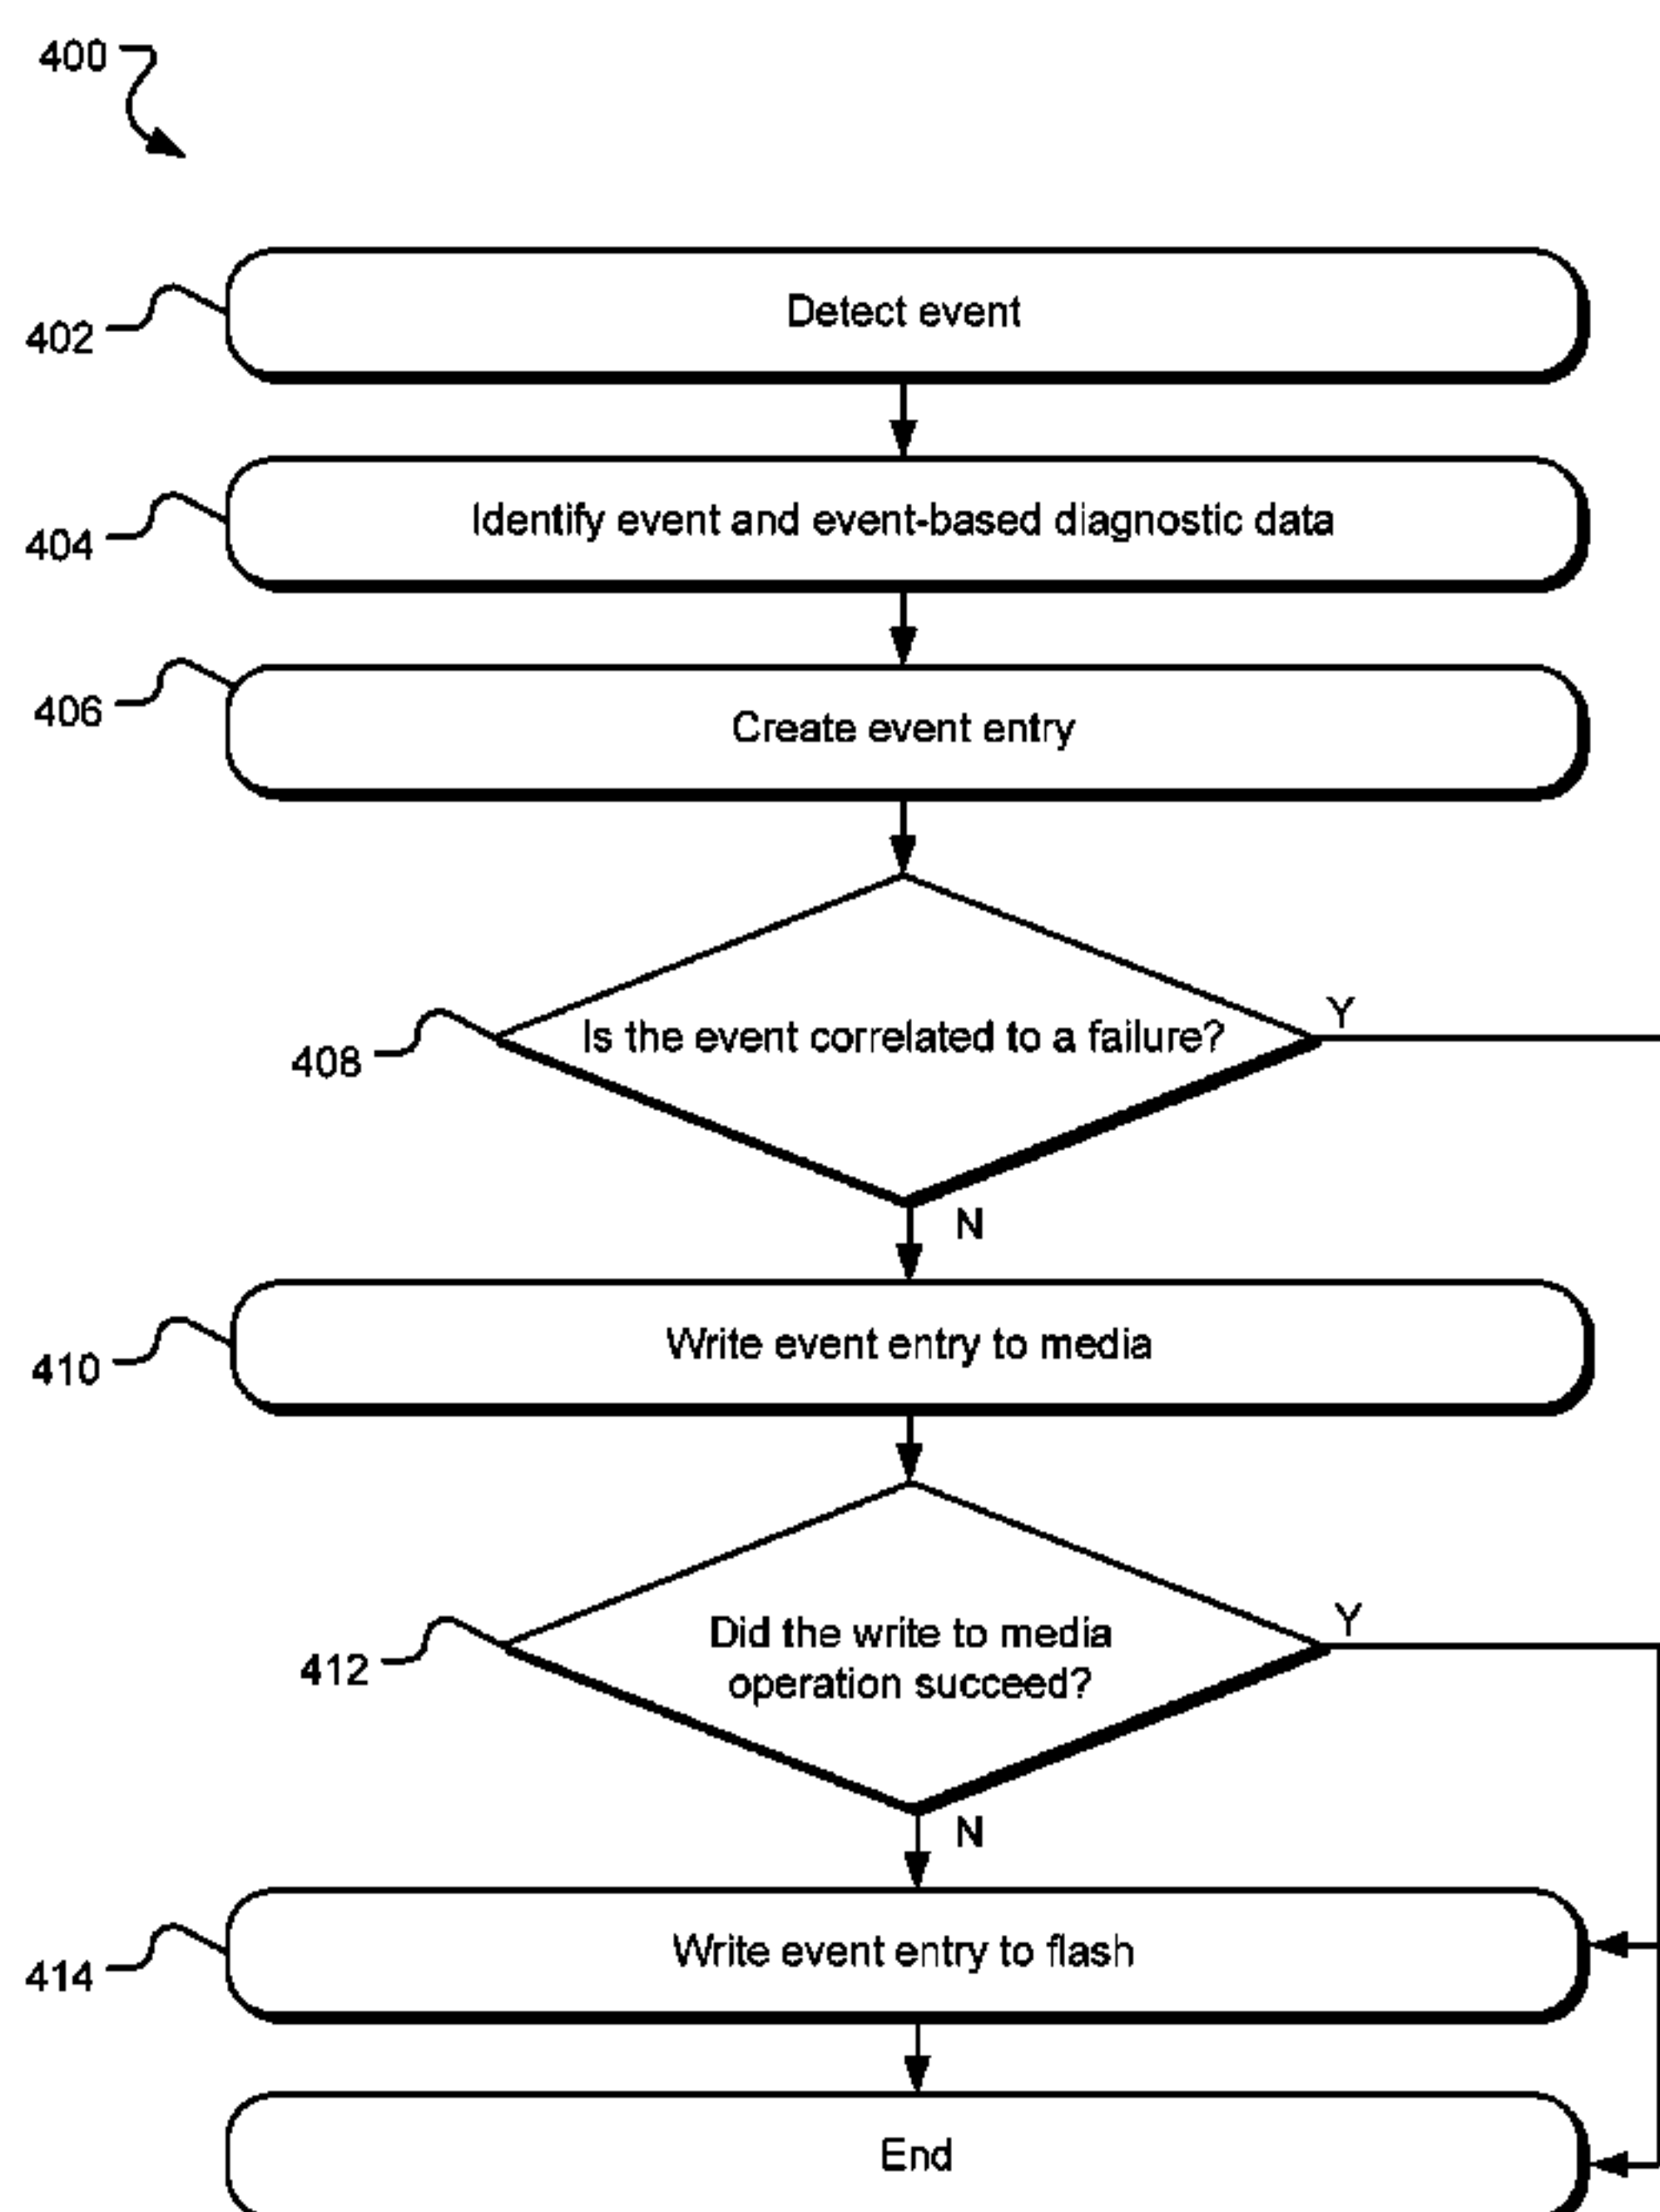 400
402
Detect event
404
Identify event and event-based diagnostic data
406
Create event entry
408
Is the event correlated to a failure?
Y
N
410
Write event entry to media
412
Did the write to media
operation succeed?
Y
N
414
Write event entry to flash
End